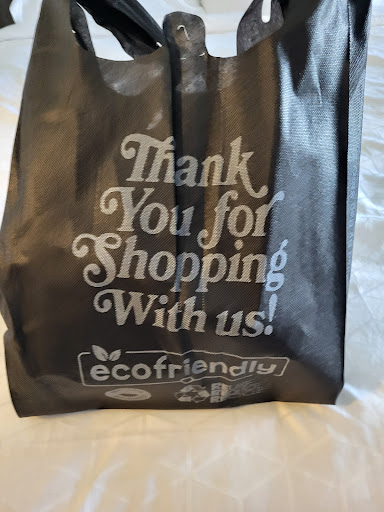 Thank
You for
Shopping
With us!
ecofriendly